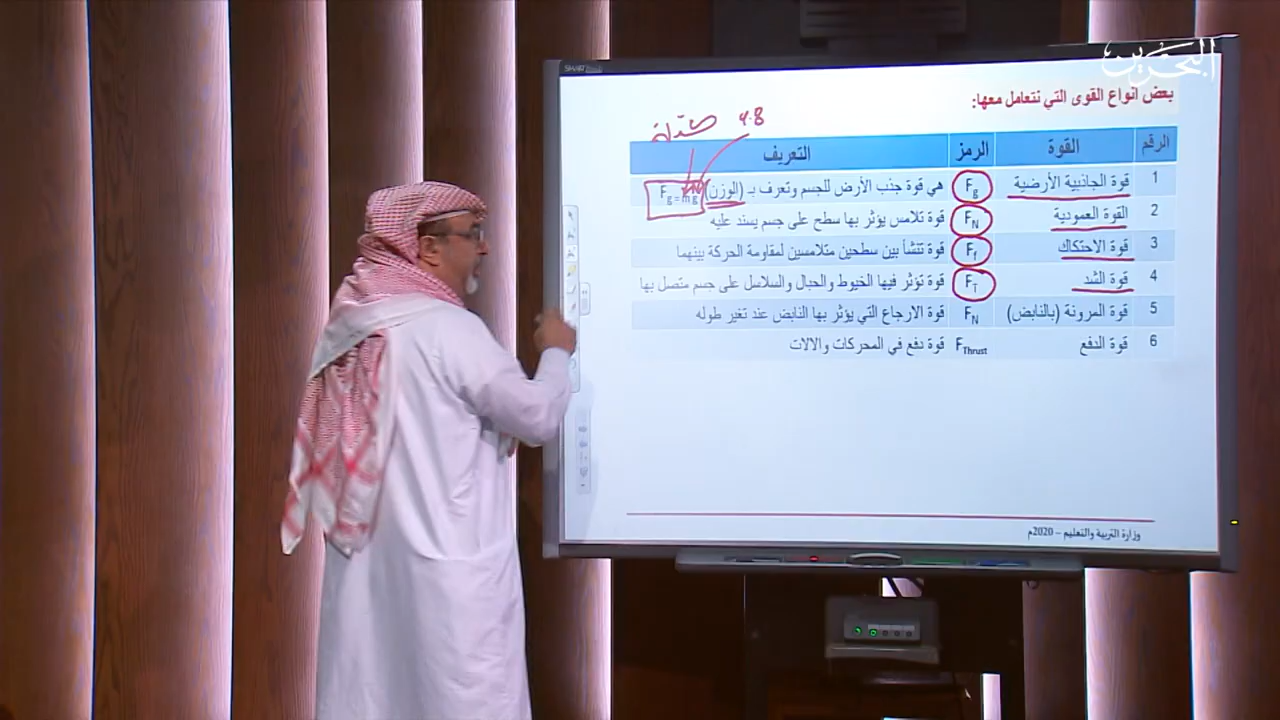 البحرين
SMART
بعض انواع القوى التي نتعامل معها:
كتلة 9.8
الرقم القوة الرمز التعريف
1 قوة الجاذبية الأرضية Fg هي قوة جذب الأرض للجسم وتعرف بـ (الوزن) Fg=mg
2 القوة العمودية FN قوة تلامس يؤثر بها سطح على جسم يسند عليه
3 قوة الاحتكاك Ff قوة تنشأ بين سطحين متلامسين لمقاومة الحركة بينهما
4 قوة الشد FT قوة تؤثر فيها الخيوط والحبال والسلاسل على جسم متصل بها
5 قوة المرونة (بالنابض) FN قوة الارجاع التي يؤثر بها النابض عند تغير طوله
6 قوة الدفع FThrust قوة دفع في المحركات والالات
وزارة التربية والتعليم – 2020م